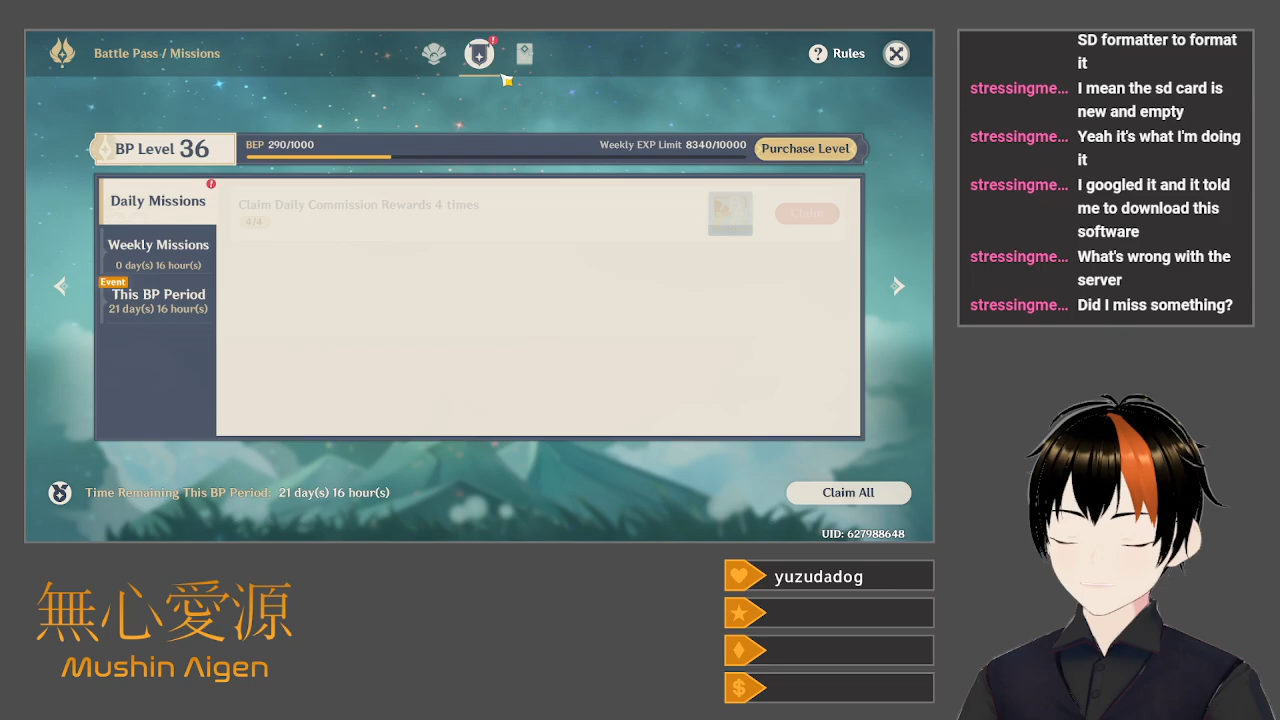 Battle Pass / Missions
Rules
BP Level 36
BEP 290/1000
Weekly EXP Limit 8340/10000
Purchase Level
Daily Missions
Claim Daily Commission Rewards 4 times
4/4
Claim
Weekly Missions
0 day(s) 16 hour(s)
Event
This BP Period
21 day(s) 16 hour(s)
Time Remaining This BP Period: 21 day(s) 16 hour(s)
Claim All
UID: 627988648
SD formatter to format
it
stressingme... I mean the sd card is
new and empty
stressingme... Yeah it's what I'm doing
it
stressingme... I googled it and it told
me to download this
software
stressingme... What's wrong with the
server
stressingme... Did I miss something?
無心愛源
Mushin Aigen
yuzudadog